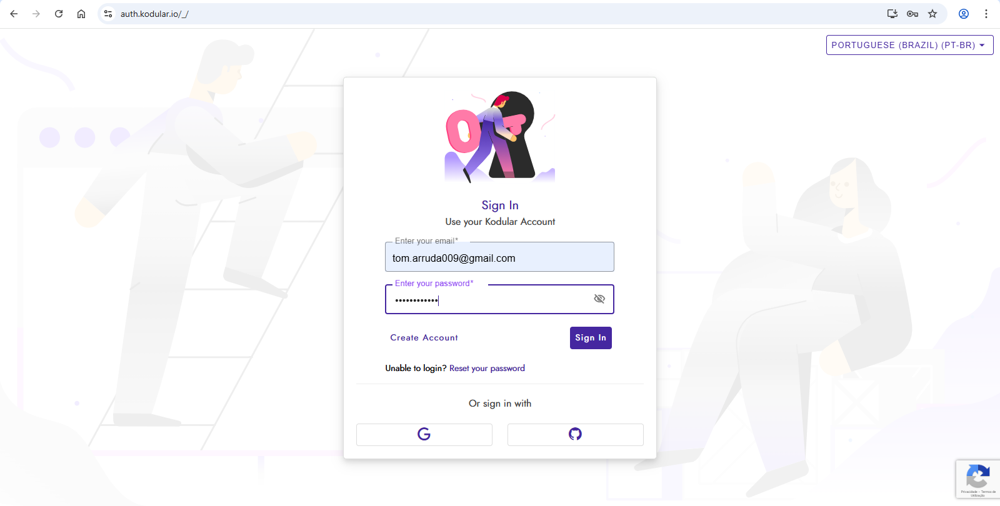 auth.kodular.io/_/
PORTUGUESE (BRAZIL) (PT-BR)
Sign In
Use your Kodular Account
Enter your email*
tom.arruda009@gmail.com
Enter your password*
••••••••••••
Create Account
Sign In
Unable to login? Reset your password
Or sign in with
Privacidade - Termos de
Utilização